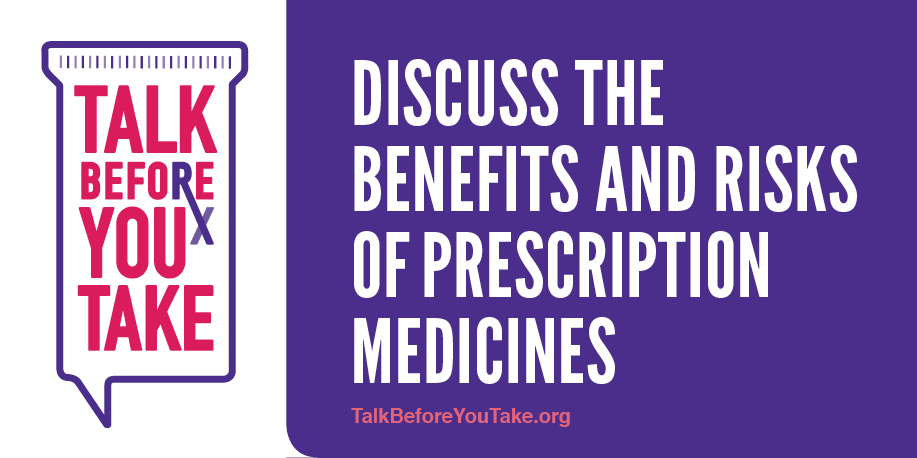 TALK
BEFORE
YOU
TAKE
DISCUSS THE
BENEFITS AND RISKS
OF PRESCRIPTION
MEDICINES
TalkBeforeYouTake.org